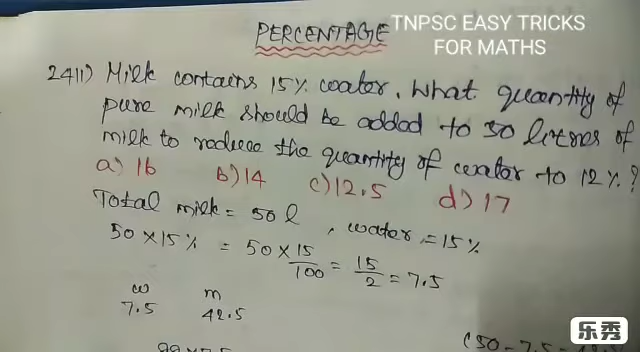 PERCENTAGE
TNPSC EASY TRICKS
FOR MATHS
2411) Milk contains 15% water. What quantity of
pure milk should be added to 50 litres of
milk to reduce the quantity of water to 12%?
a) 16 b) 14 c) 12.5 d) 17
Total milk = 50 l, water = 15%
50 × 15% = 50 × 15/100 = 15/2 = 7.5
w m
7.5 42.5
乐秀